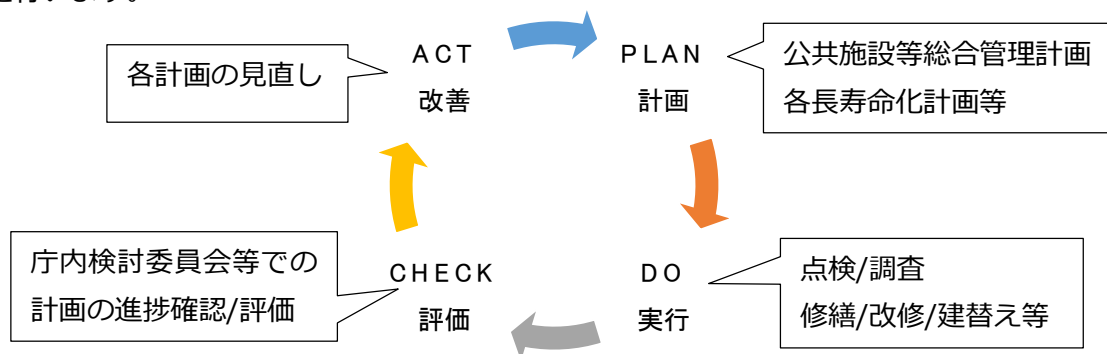 ACT
改善
各計画の見直し
PLAN
計画
公共施設等総合管理計画
各長寿命化計画等
DO
実行
点検/調査
修繕/改修/建替え等
CHECK
評価
庁内検討委員会等での
計画の進捗確認/評価